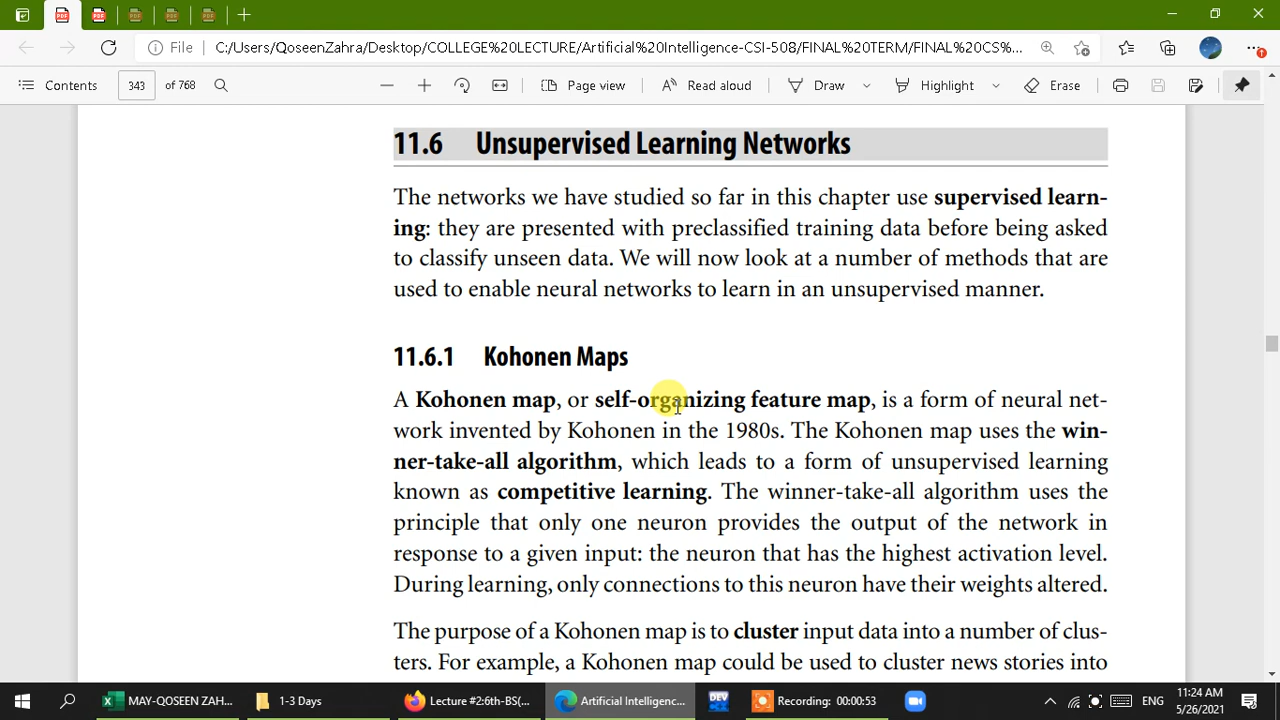 File
C:/Users/QoseenZahra/Desktop/COLLEGE%20LECTURE/Artificial%20Intelligence-CSI-508/FINAL%20TERM/FINAL%20CS%...
Contents
343 of 768
Page view
Read aloud
Draw
Highlight
Erase
11.6 Unsupervised Learning Networks
The networks we have studied so far in this chapter use supervised learn-
ing: they are presented with preclassified training data before being asked
to classify unseen data. We will now look at a number of methods that are
used to enable neural networks to learn in an unsupervised manner.
11.6.1 Kohonen Maps
A Kohonen map, or self-organizing feature map, is a form of neural net-
work invented by Kohonen in the 1980s. The Kohonen map uses the win-
ner-take-all algorithm, which leads to a form of unsupervised learning
known as competitive learning. The winner-take-all algorithm uses the
principle that only one neuron provides the output of the network in
response to a given input: the neuron that has the highest activation level.
During learning, only connections to this neuron have their weights altered.
The purpose of a Kohonen map is to cluster input data into a number of clus-
ters. For example, a Kohonen map could be used to cluster news stories into
MAY-QOSEEN ZAH...
1-3 Days
Lecture #2:6th-BS(...
Artificial Intelligenc...
DEV
Recording: 00:00:53
ENG
11:24 AM
5/26/2021